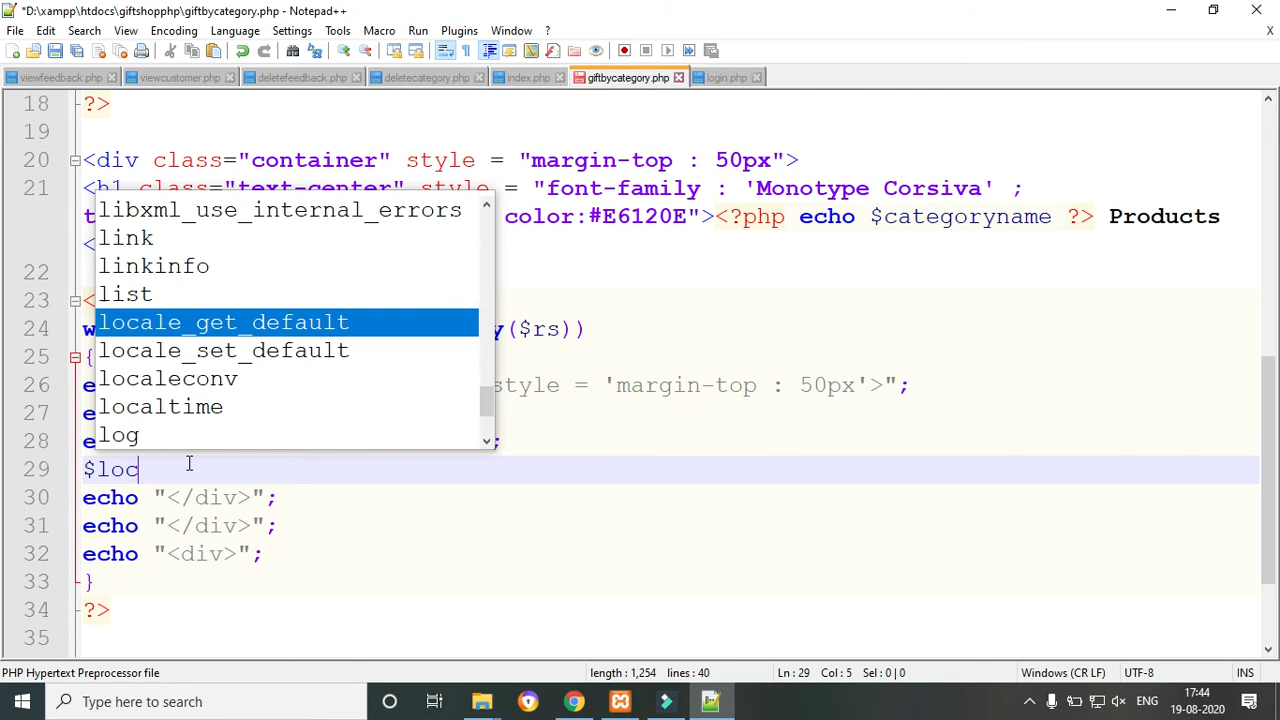 *D:\xampp\htdocs\giftshopphp\giftbycategory.php - Notepad++
File Edit Search View Encoding Language Settings Tools Macro Run Plugins Window ? X
viewfeedback.php viewcustomer.php deletefeedback.php deletecategory.php index.php giftbycategory.php login.php
18 ?>
19
20 <div class="container" style = "margin-top : 50px">
21 <h1 class="text-center" style = "font-family : 'Monotype Corsiva' ;
t color:#E6120E"><?php echo $categoryname ?> Products
<
22
23 <
24 w y($rs))
25 {
26 e style = 'margin-top : 50px'>";
27 e
28 e ;
29 $loc
30 echo "</div>";
31 echo "</div>";
32 echo "<div>";
33 }
34 ?>
35
libxml_use_internal_errors
link
linkinfo
list
locale_get_default
locale_set_default
localeconv
localtime
log
PHP Hypertext Preprocessor file length : 1,254 lines : 40 Ln : 29 Col : 5 Sel : 0 | 0 Windows (CR LF) UTF-8 INS
Type here to search ENG 17:44
19-08-2020